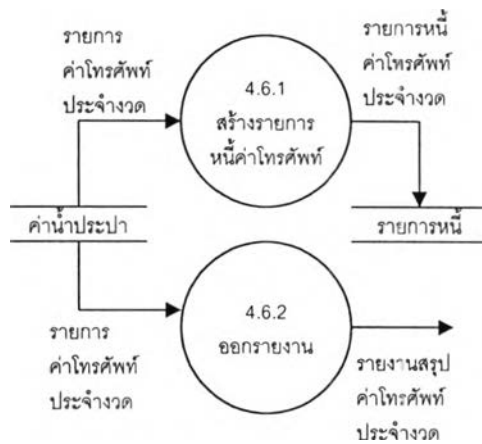 รายการ
ค่าโทรศัพท์
ประจำงวด
4.6.1
สร้างรายการ
หนี้ค่าโทรศัพท์
รายการหนี้
ค่าโทรศัพท์
ประจำงวด
ค่าน้ำประปา
รายการหนี้
รายการ
ค่าโทรศัพท์
ประจำงวด
4.6.2
ออกรายงาน
รายงานสรุป
ค่าโทรศัพท์
ประจำงวด